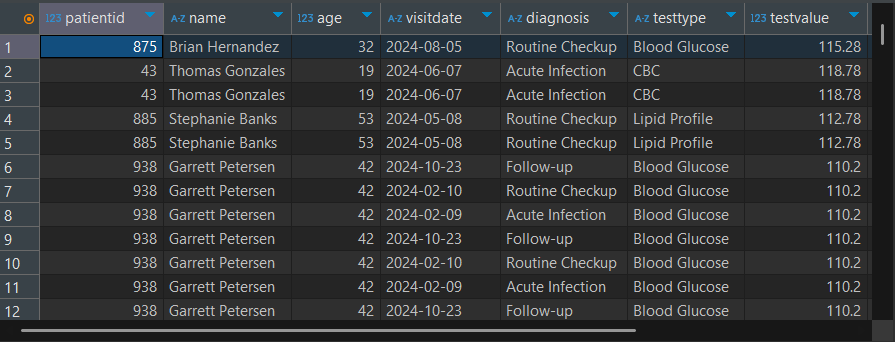 123 patientid A-Z name 123 age A-Z visitdate A-Z diagnosis A-Z testtype 123 testvalue
1 875 Brian Hernandez 32 2024-08-05 Routine Checkup Blood Glucose 115.28
2 43 Thomas Gonzales 19 2024-06-07 Acute Infection CBC 118.78
3 43 Thomas Gonzales 19 2024-06-07 Acute Infection CBC 118.78
4 885 Stephanie Banks 53 2024-05-08 Routine Checkup Lipid Profile 112.78
5 885 Stephanie Banks 53 2024-05-08 Routine Checkup Lipid Profile 112.78
6 938 Garrett Petersen 42 2024-10-23 Follow-up Blood Glucose 110.2
7 938 Garrett Petersen 42 2024-02-10 Routine Checkup Blood Glucose 110.2
8 938 Garrett Petersen 42 2024-02-09 Acute Infection Blood Glucose 110.2
9 938 Garrett Petersen 42 2024-10-23 Follow-up Blood Glucose 110.2
10 938 Garrett Petersen 42 2024-02-10 Routine Checkup Blood Glucose 110.2
11 938 Garrett Petersen 42 2024-02-09 Acute Infection Blood Glucose 110.2
12 938 Garrett Petersen 42 2024-10-23 Follow-up Blood Glucose 110.2